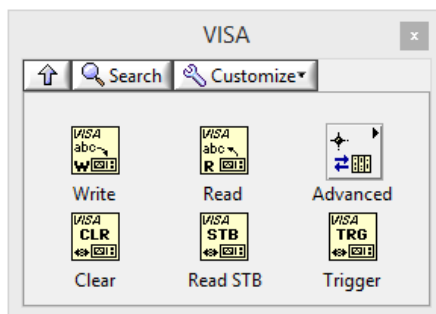 VISA
x
Search Customize
VISA VISA
abc abc
W R
Write Read Advanced
VISA VISA VISA
CLR STB TRG
Clear Read STB Trigger